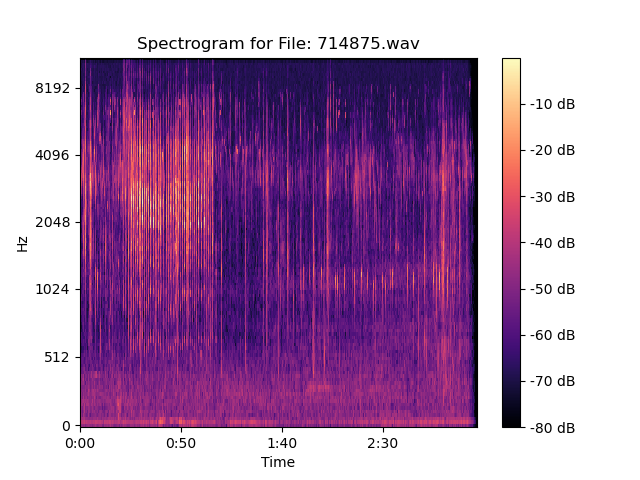 Spectrogram for File: 714875.wav
8192
4096
2048
1024
512
0
Hz
0:00
0:50
1:40
2:30
Time
-10 dB
-20 dB
-30 dB
-40 dB
-50 dB
-60 dB
-70 dB
-80 dB